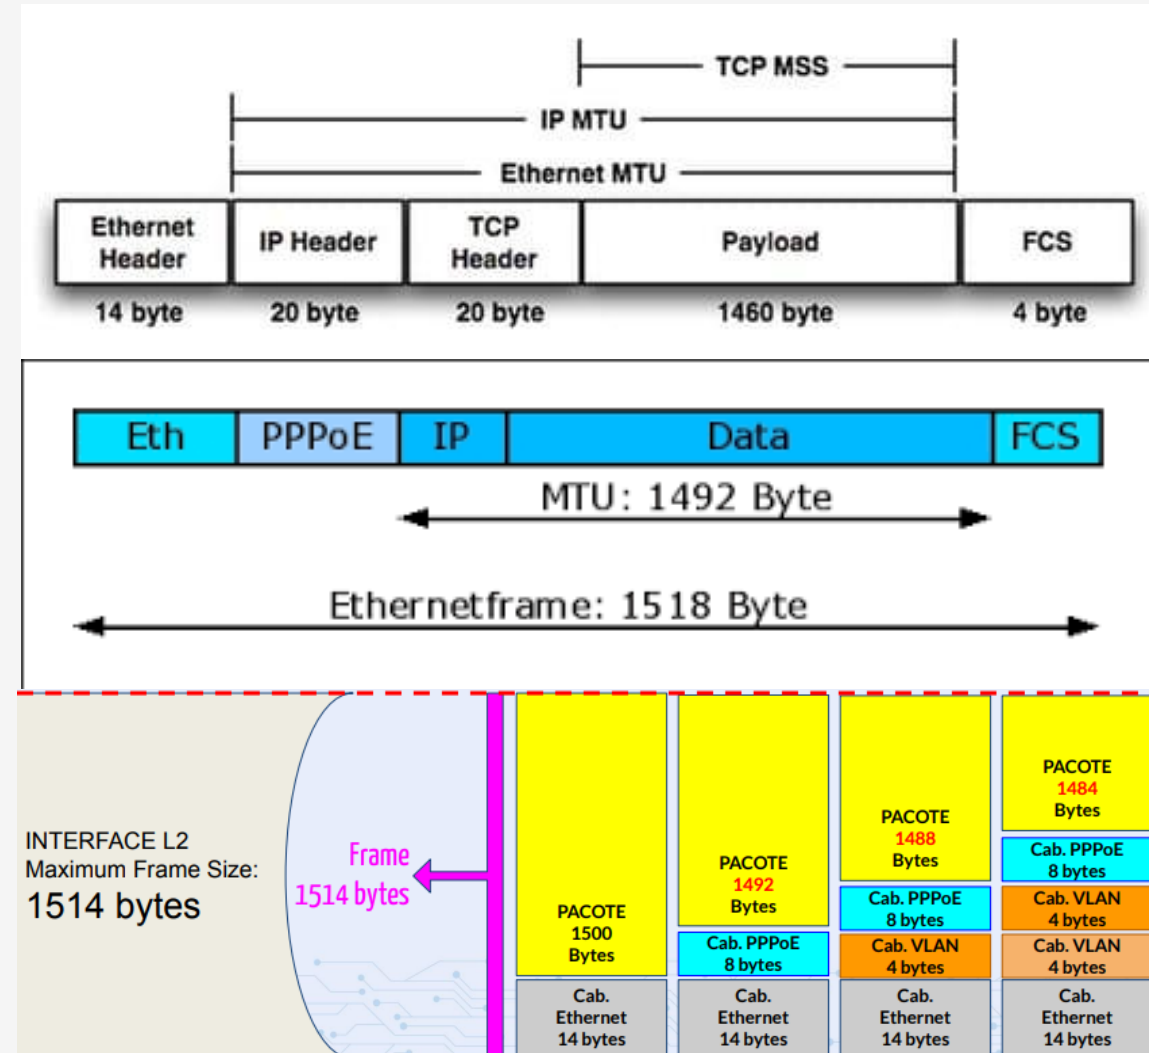 TCP MSS
IP MTU
Ethernet MTU
Ethernet
Header
IP Header
TCP
Header
Payload
FCS
14 byte
20 byte
20 byte
1460 byte
4 byte
Eth
PPPoE
IP
Data
FCS
MTU: 1492 Byte
Ethernetframe: 1518 Byte
INTERFACE L2
Maximum Frame Size:
1514 bytes
Frame
1514 bytes
PACOTE
1500
Bytes
Cab.
Ethernet
14 bytes
PACOTE
1492
Bytes
Cab. PPPoE
8 bytes
Cab.
Ethernet
14 bytes
PACOTE
1488
Bytes
Cab. PPPoE
8 bytes
Cab. VLAN
4 bytes
Cab.
Ethernet
14 bytes
PACOTE
1484
Bytes
Cab. PPPoE
8 bytes
Cab. VLAN
4 bytes
Cab. VLAN
4 bytes
Cab.
Ethernet
14 bytes